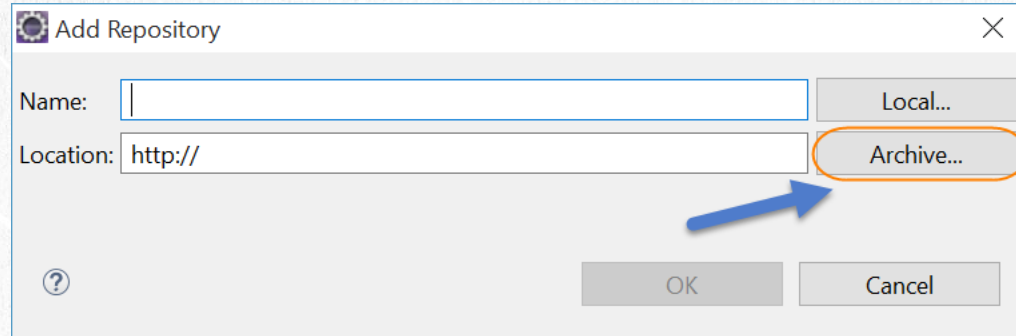 Add Repository
Name: Local...
Location: http:// Archive...
? OK Cancel